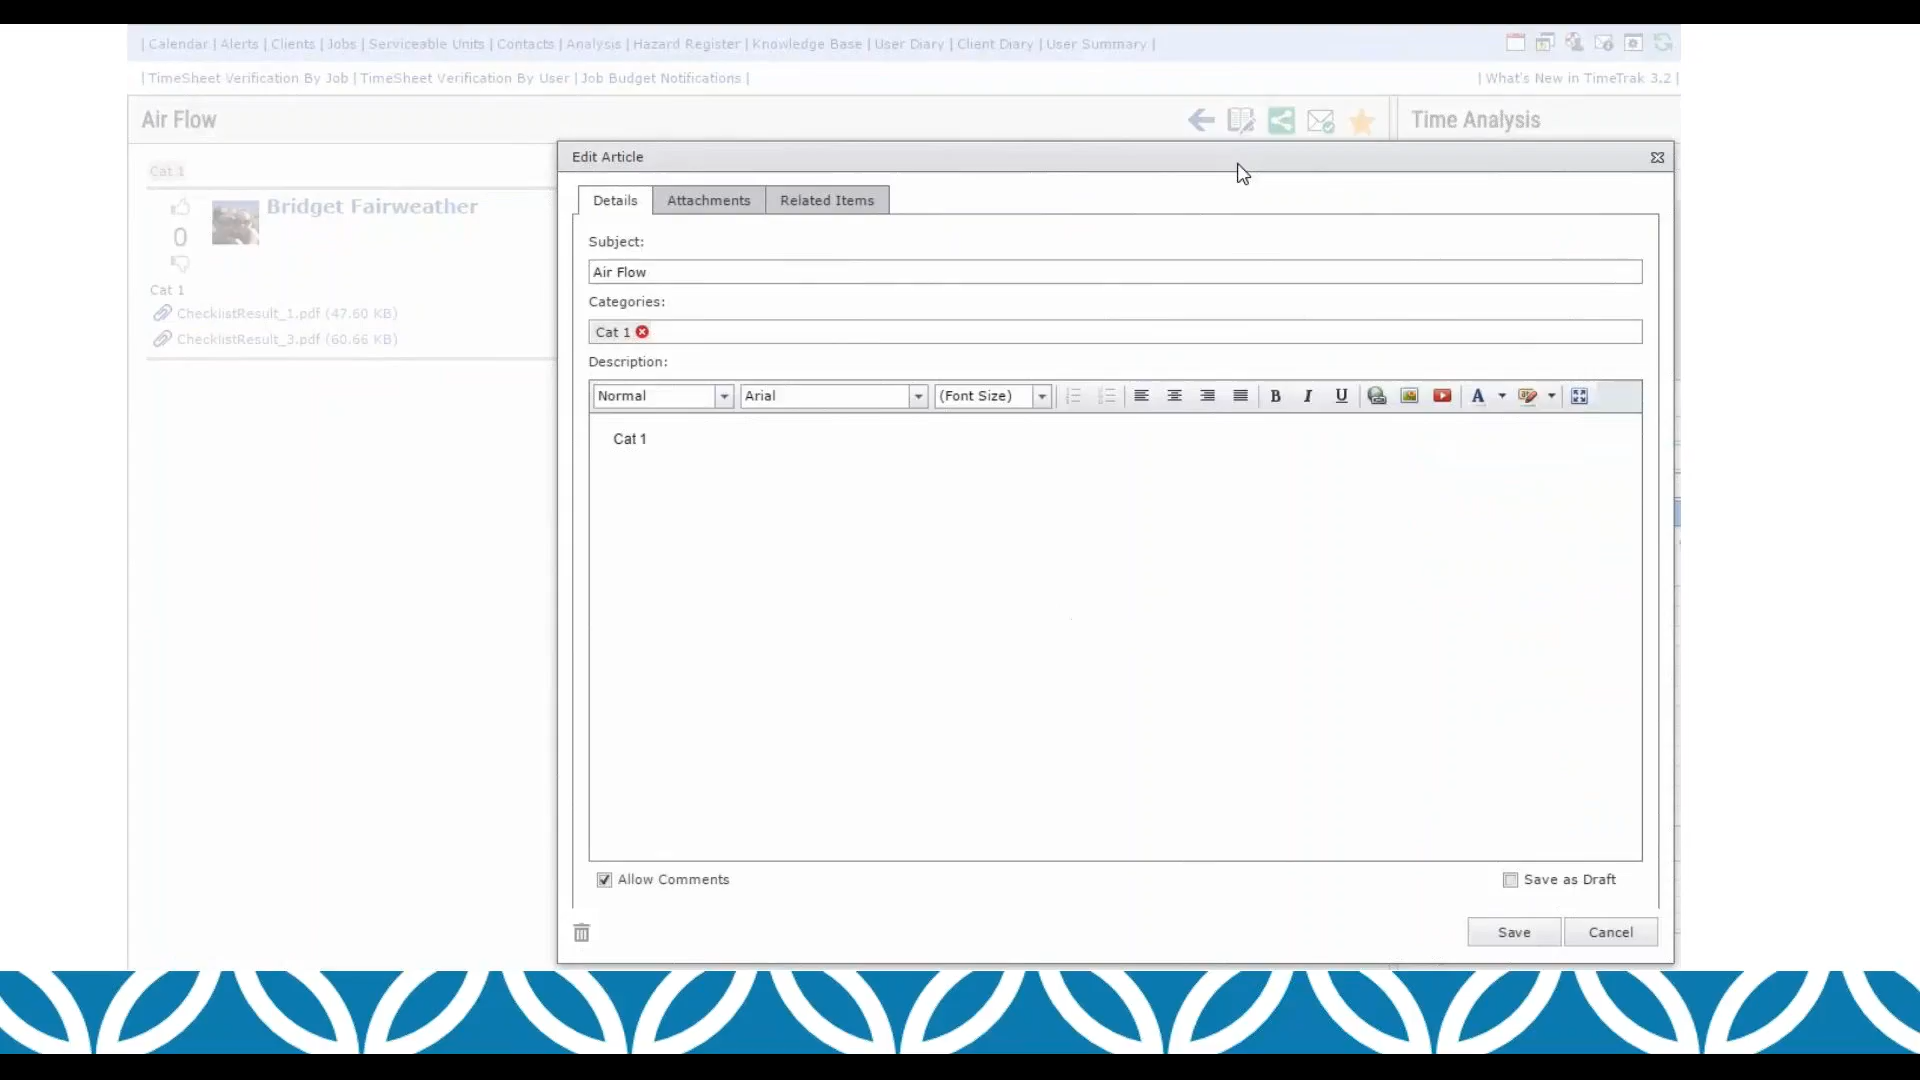 | Calendar | Alerts | Clients | Jobs | Serviceable Units | Contacts | Analysis | Hazard Register | Knowledge Base | User Diary | Client Diary | User Summary |
| TimeSheet Verification By Job | TimeSheet Verification By User | Job Budget Notifications |
| What's New in TimeTrak 3.2 |
Air Flow
Time Analysis
Cat 1
Bridget Fairweather
0
Cat 1
ChecklistResult_1.pdf (47.60 KB)
ChecklistResult_3.pdf (60.66 KB)
Edit Article
Details
Attachments
Related Items
Subject:
Air Flow
Categories:
Cat 1
Description:
Normal
Arial
(Font Size)
B I U
A
Cat 1
Allow Comments
Save as Draft
Save
Cancel